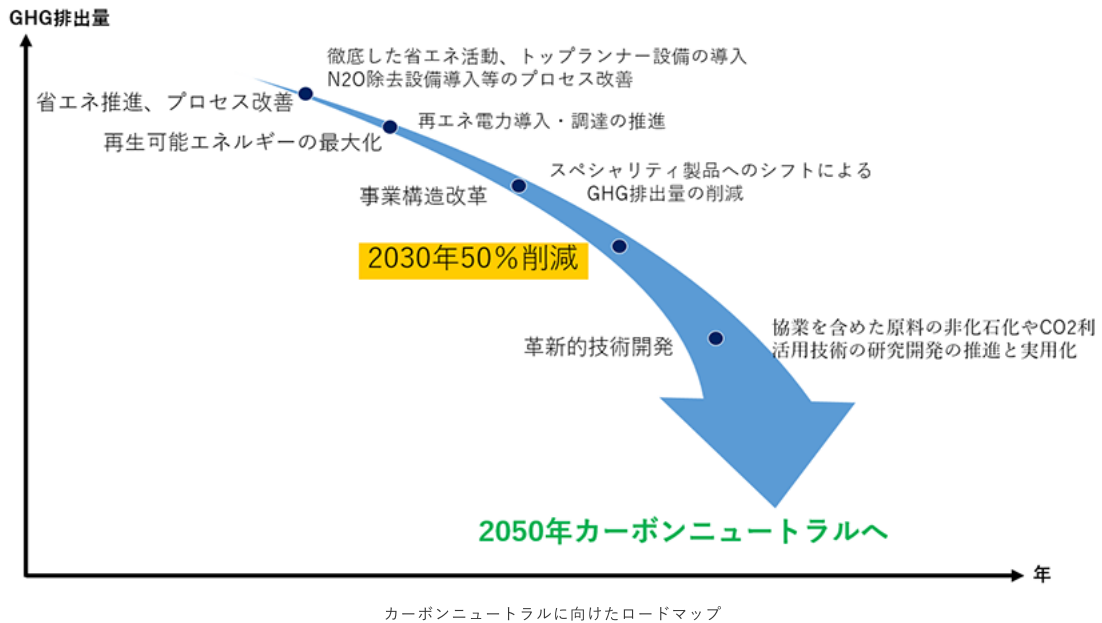 GHG排出量
徹底した省エネ活動、トップランナー設備の導入
N2O除去設備導入等のプロセス改善
省エネ推進、プロセス改善
再エネ電力導入・調達の推進
再生可能エネルギーの最大化
スペシャリティ製品へのシフトによる
GHG排出量の削減
事業構造改革
2030年50％削減
協業を含めた原料の非化石化やCO2利
活用技術の研究開発の推進と実用化
革新的技術開発
2050年カーボンニュートラルへ
年
カーボンニュートラルに向けたロードマップ